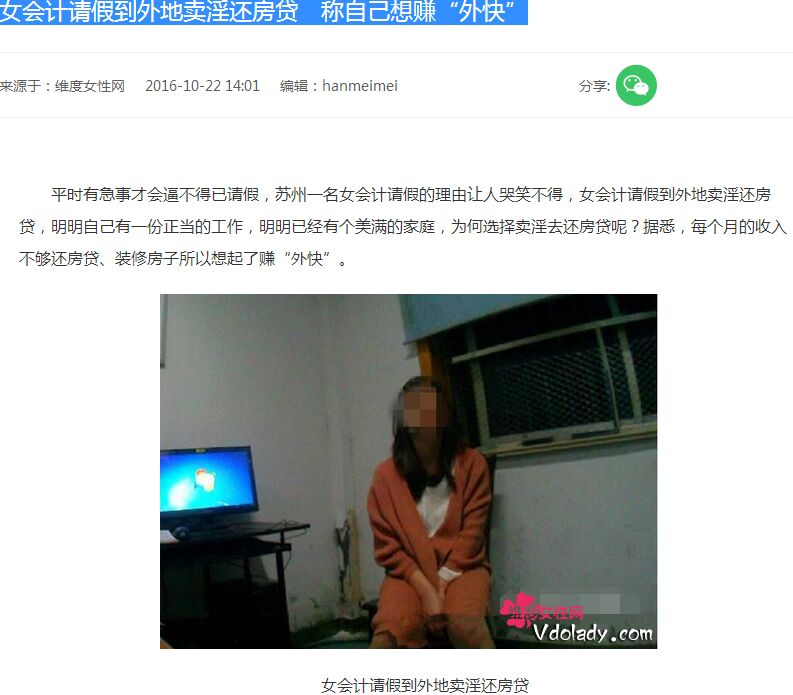 女会计请假到外地卖淫还房贷 称自己想赚“外快”
来源于：维度女性网 2016-10-22 14:01 编辑：hanmeimei 分享:
平时有急事才会逼不得已请假，苏州一名女会计请假的理由让人哭笑不得，女会计请假到外地卖淫还房
贷，明明自己有一份正当的工作，明明已经有个美满的家庭，为何选择卖淫去还房贷呢？据悉，每个月的收入
不够还房贷、装修房子所以想起了赚“外快”。
维度女性网
Vdolady.com
女会计请假到外地卖淫还房贷